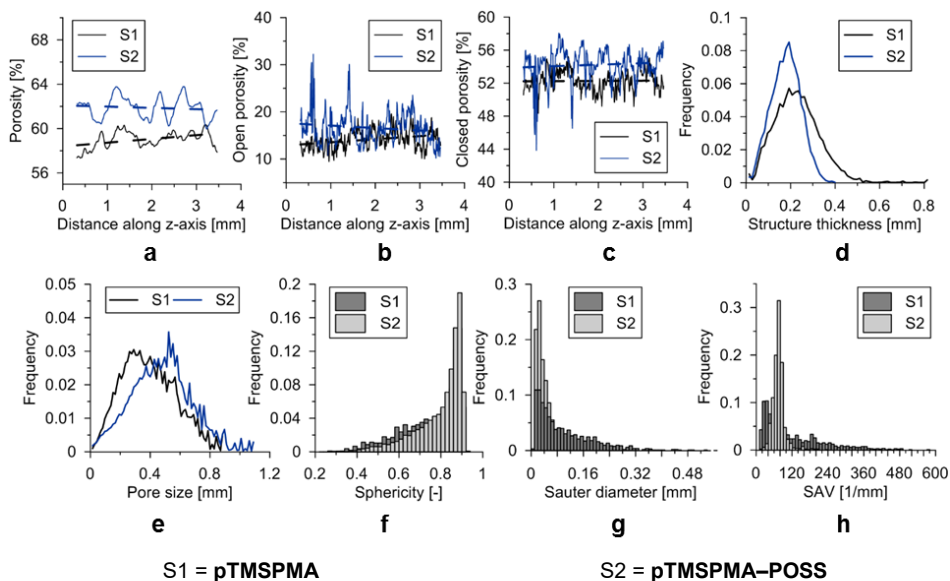 68
64
60
56
Porosity [%]
S1
S2
0 1 2 3 4
Distance along z-axis [mm]
a
40
30
20
10
Open porosity [%]
S1
S2
0 1 2 3 4
Distance along z-axis [mm]
b
60
56
52
48
44
40
Closed porosity [%]
S1
S2
0 1 2 3 4
Distance along z-axis [mm]
c
0.1
0.08
0.06
0.04
0.02
0
Frequency
S1
S2
0 0.2 0.4 0.6 0.8
Structure thickness [mm]
d
0.05
0.04
0.03
0.02
0.01
0
Frequency
S1 S2
0 0.4 0.8 1.2
Pore size [mm]
e
0.2
0.16
0.12
0.08
0.04
0
Frequency
S1
S2
0.2 0.4 0.6 0.8 1
Sphericity [-]
f
0.4
0.3
0.2
0.1
0
Frequency
S1
S2
0 0.16 0.32 0.48
Sauter diameter [mm]
g
0.3
0.2
0.1
0
Frequency
S1
S2
0 120 240 360 480 600
SAV [1/mm]
h
S1 = pTMSPMA
S2 = pTMSPMA–POSS